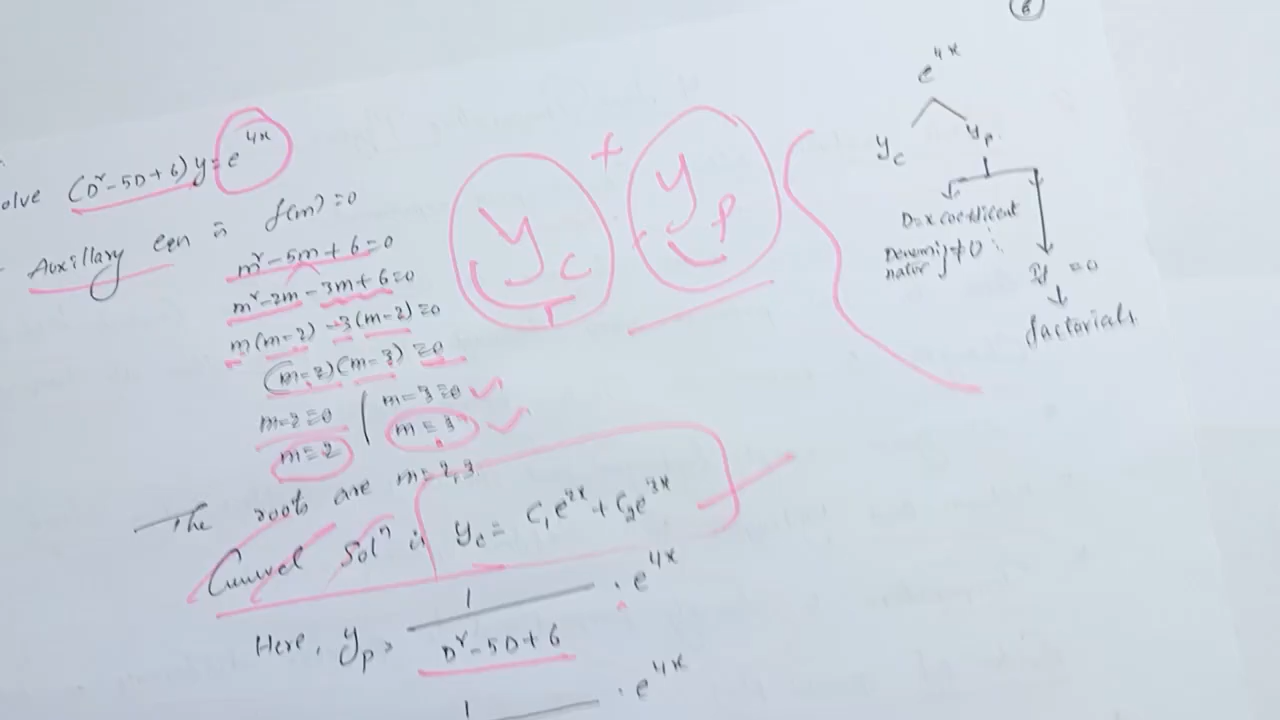 6
olve (D²-5D+6)y=e^4x
Auxillary eqn is f(m)=0
m²-5m+6=0
m²-2m-3m+6=0
m(m-2)-3(m-2)=0
(m-2)(m-3)=0
m-2=0 | m-3=0
m=2 | m=3
The roots are m=2,3.
Solⁿ is y_c = C₁e^2x + C₂e^3x
Here, y_p = 1/(D²-5D+6) . e^4x
1 . e^4x
y_c + y_p
e^4x
y_c y_p
D→coefficient
Denominator ≠0
If =0
factorials